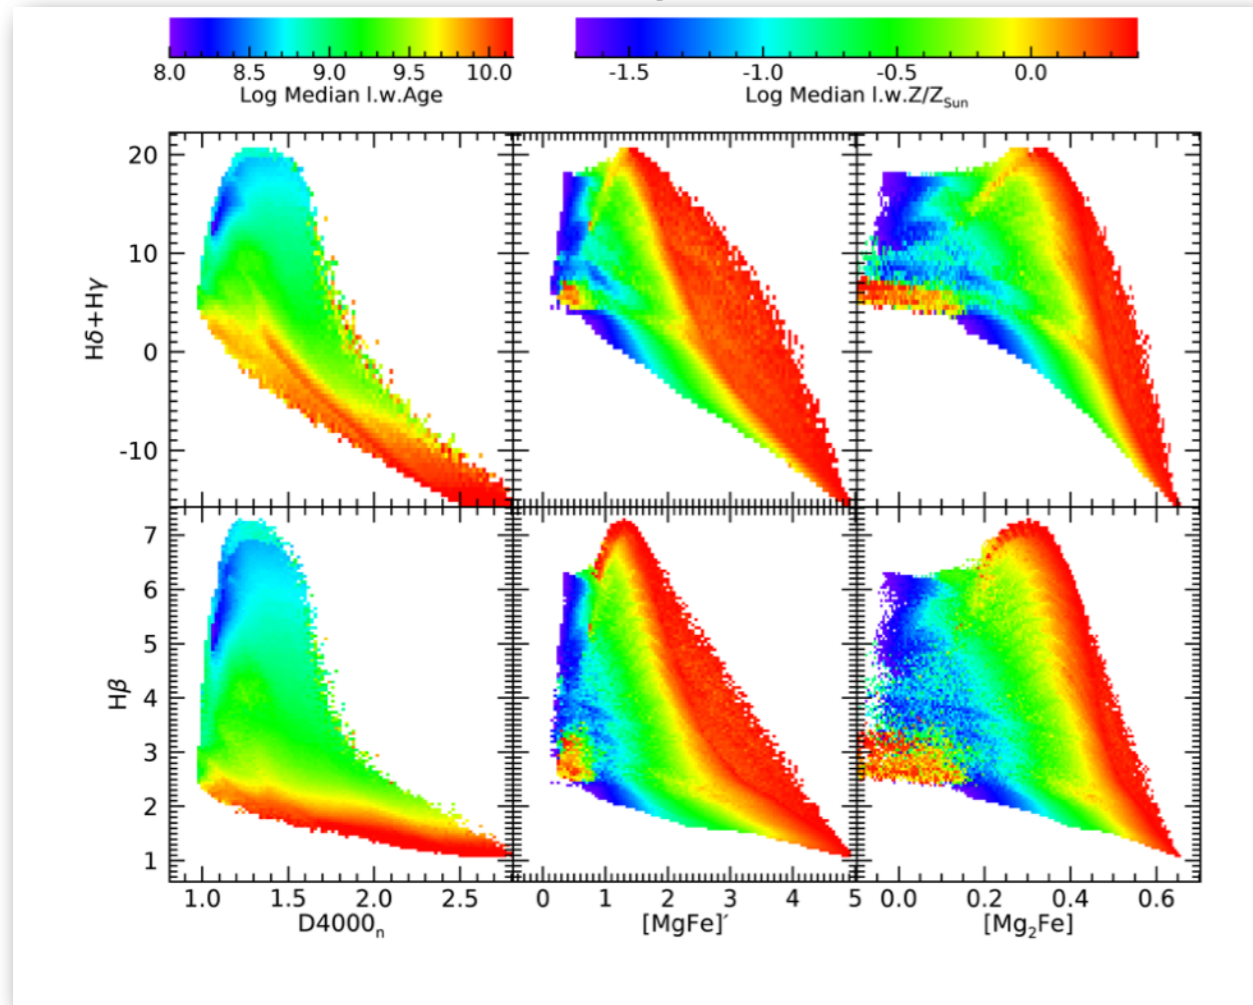 8.0 8.5 9.0 9.5 10.0
Log Median l.w.Age
-1.5 -1.0 -0.5 0.0
Log Median l.w.Z/Z_Sun
20
10
0
-10
Hδ+Hγ
7
6
5
4
3
2
1
Hβ
1.0 1.5 2.0 2.5
D4000_n
0 1 2 3 4 5
[MgFe]′
0.0 0.2 0.4 0.6
[Mg₂Fe]